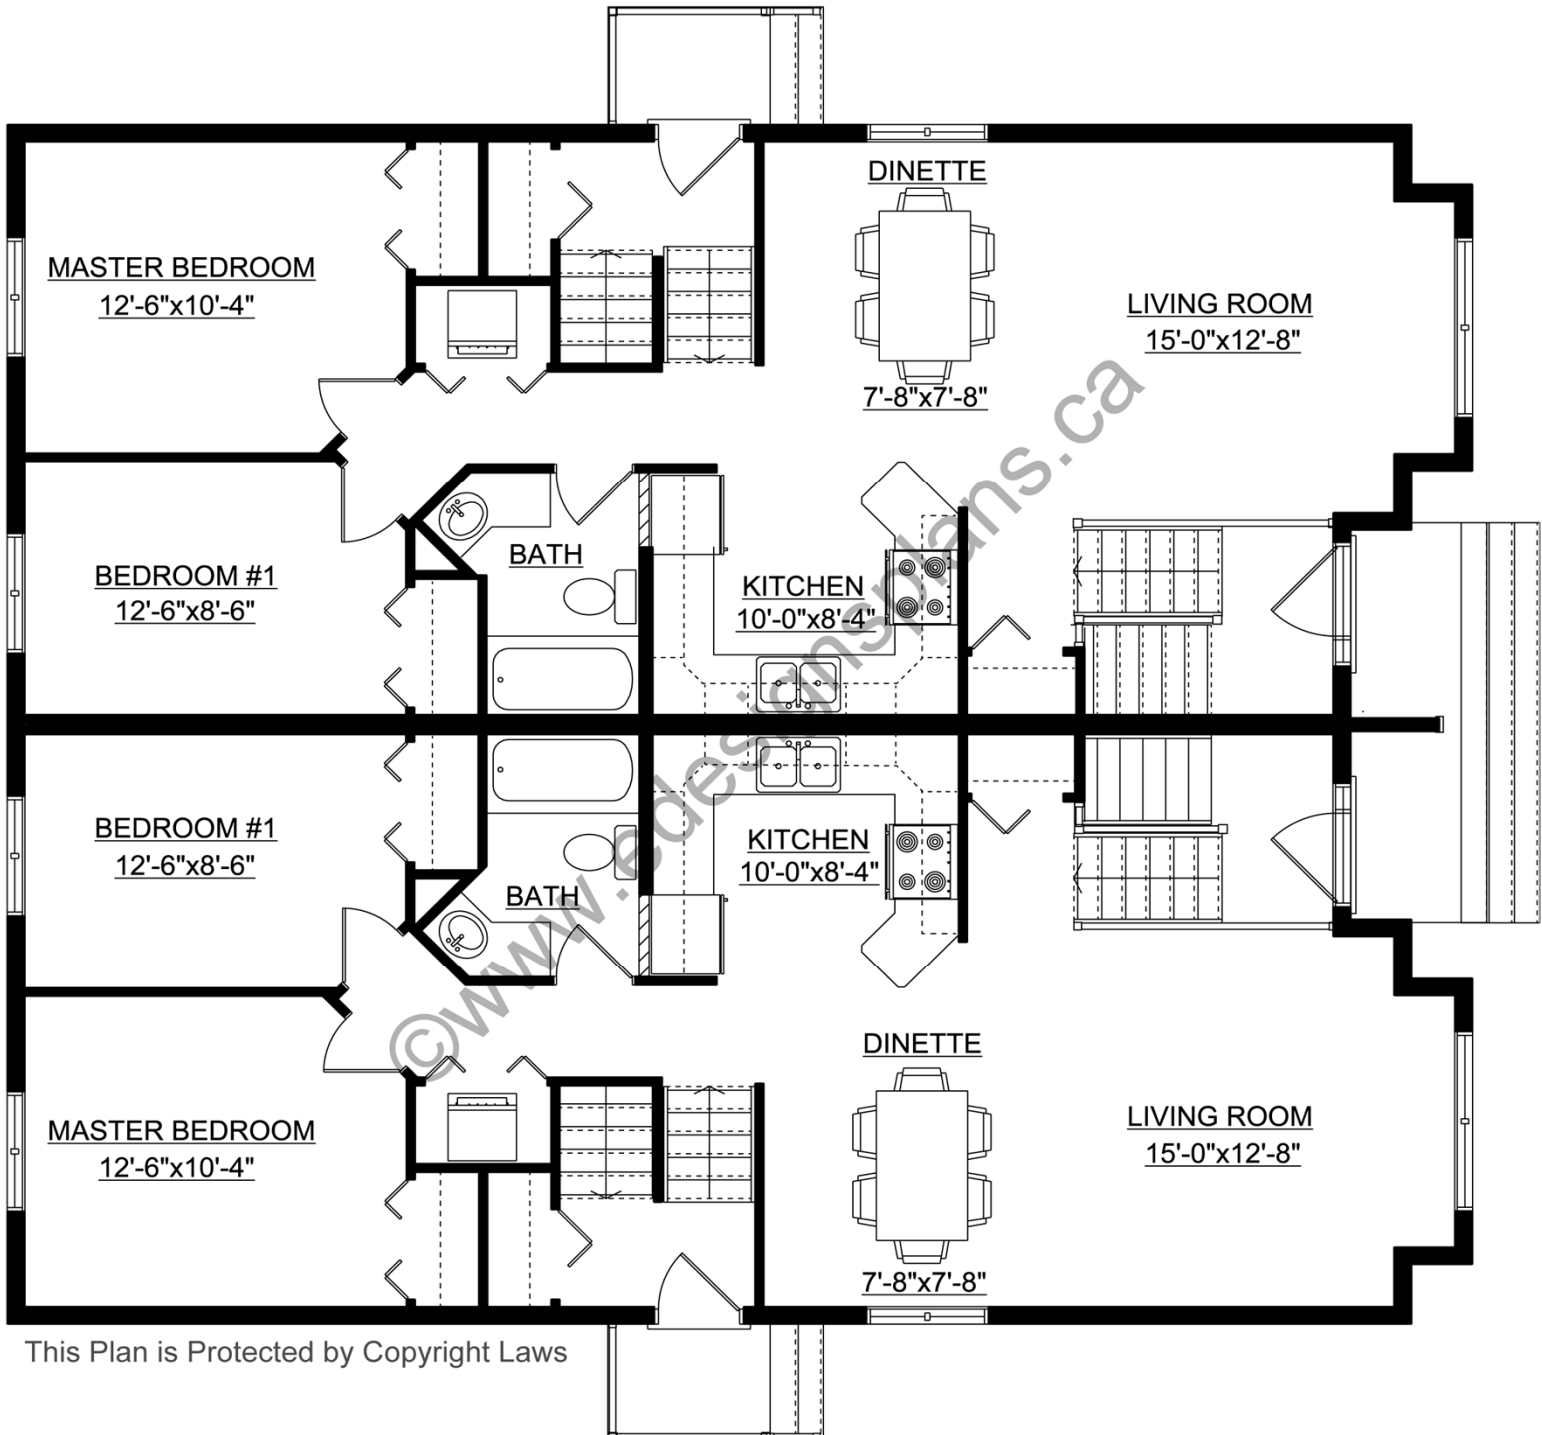 DINETTE
MASTER BEDROOM
12'-6"x10'-4"
LIVING ROOM
15'-0"x12'-8"
7'-8"x7'-8"
BATH
BEDROOM #1
12'-6"x8'-6"
KITCHEN
10'-0"x8'-4"
©www.edesignsplans.ca
BEDROOM #1
12'-6"x8'-6"
KITCHEN
10'-0"x8'-4"
BATH
DINETTE
MASTER BEDROOM
12'-6"x10'-4"
LIVING ROOM
15'-0"x12'-8"
7'-8"x7'-8"
This Plan is Protected by Copyright Laws